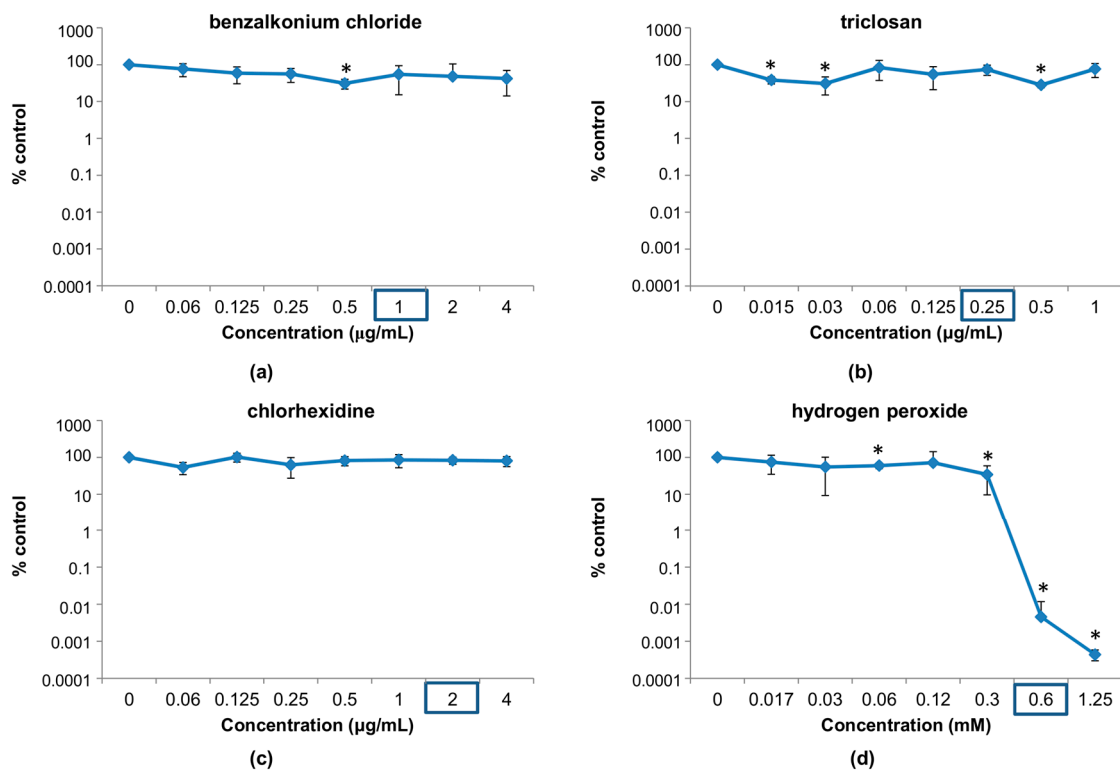 benzalkonium chloride
1000
100
10
1
0.1
0.01
0.001
0.0001
% control
*
0 0.06 0.125 0.25 0.5 1 2 4
Concentration (µg/mL)
(a)
triclosan
1000
100
10
1
0.1
0.01
0.001
0.0001
% control
* * *
0 0.015 0.03 0.06 0.125 0.25 0.5 1
Concentration (µg/mL)
(b)
chlorhexidine
1000
100
10
1
0.1
0.01
0.001
0.0001
% control
0 0.06 0.125 0.25 0.5 1 2 4
Concentration (µg/mL)
(c)
hydrogen peroxide
1000
100
10
1
0.1
0.01
0.001
0.0001
% control
* *
*
*
0 0.017 0.03 0.06 0.12 0.3 0.6 1.25
Concentration (mM)
(d)